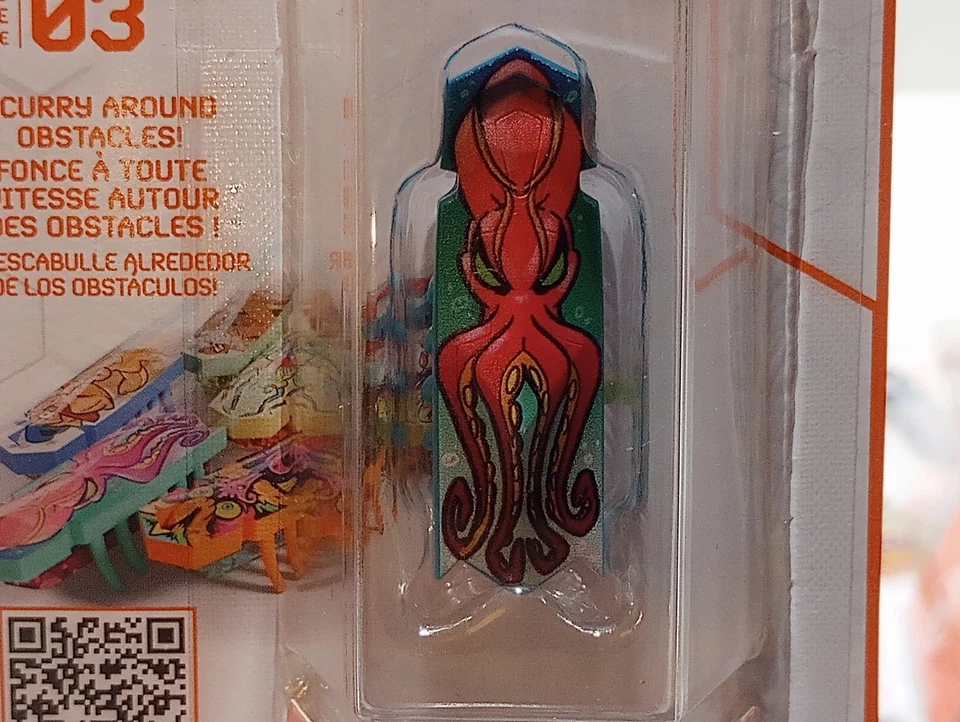 03
CURRY AROUND
OBSTACLES!
FONCE À TOUTE
VITESSE AUTOUR
DES OBSTACLES !
ESCABULLE ALREDEDOR
DE LOS OBSTÁCULOS!